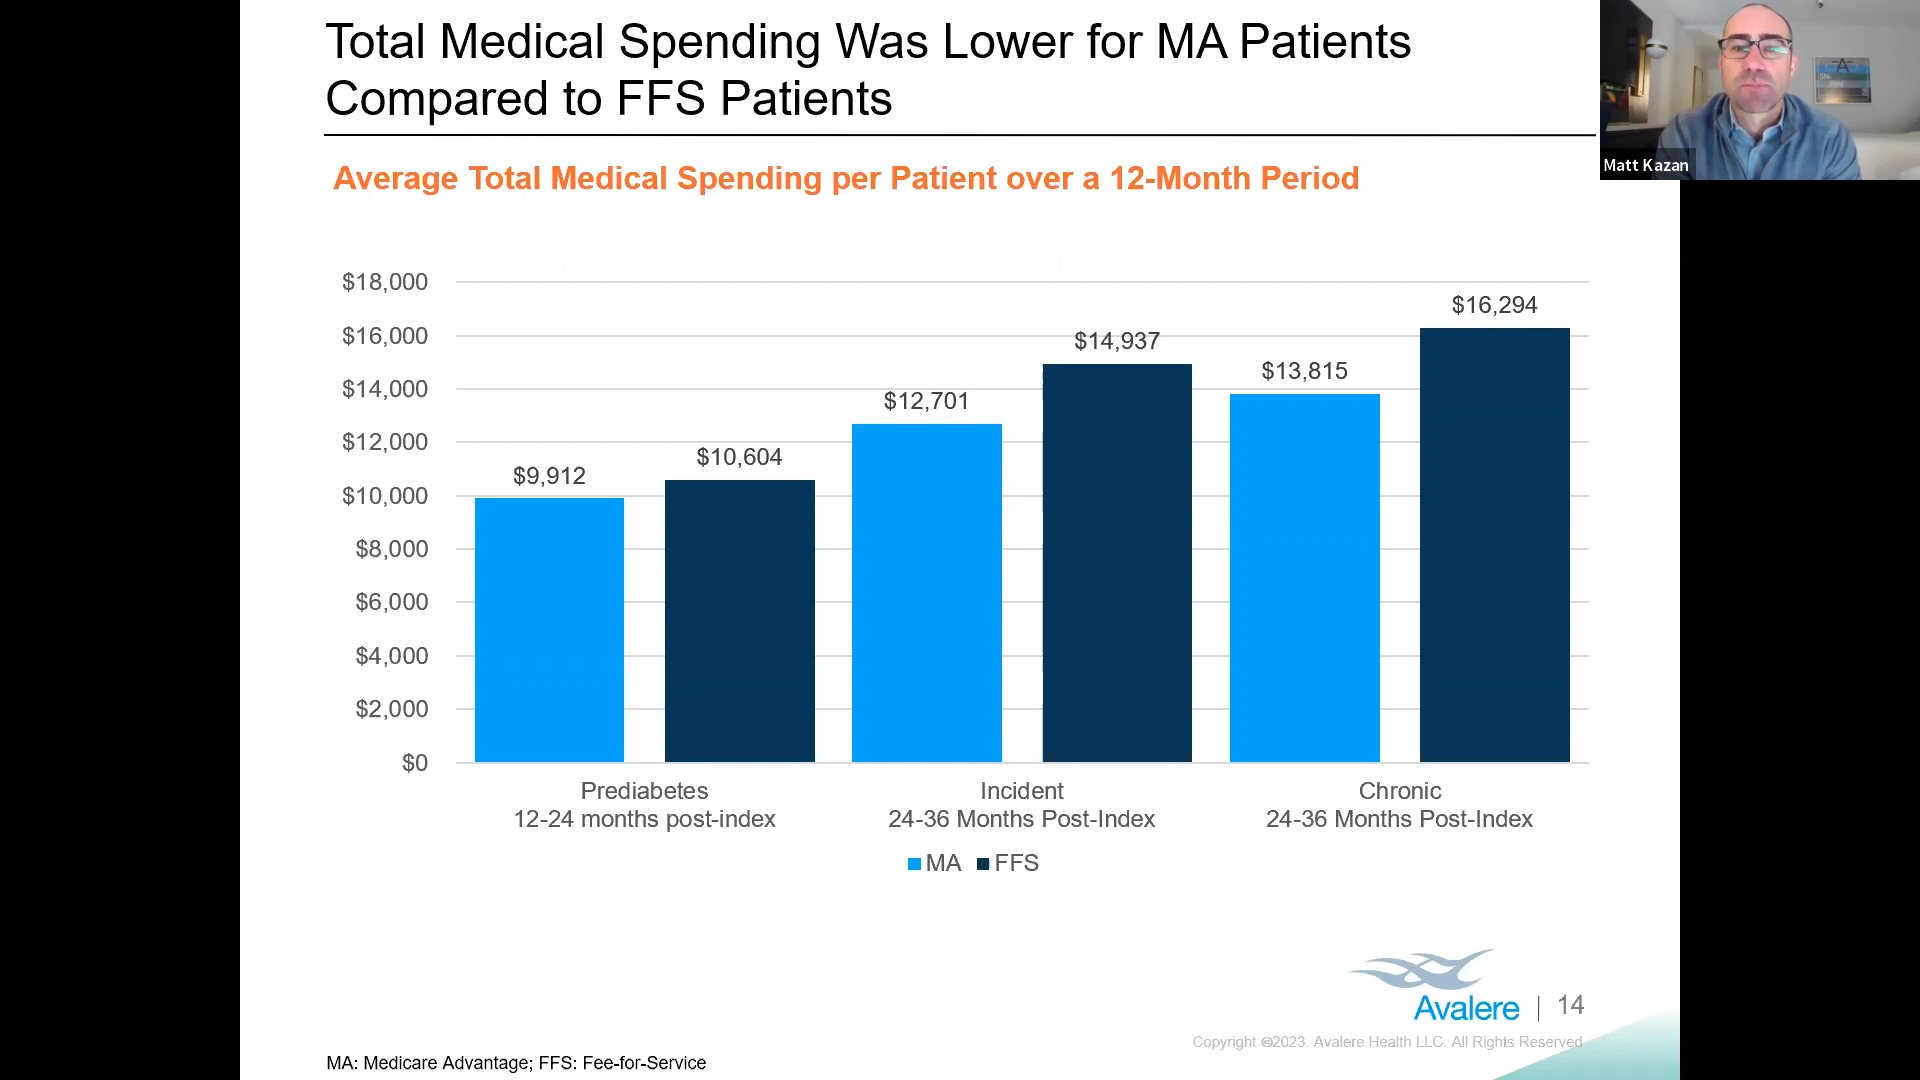 Total Medical Spending Was Lower for MA Patients
Compared to FFS Patients
Matt Kazan
Average Total Medical Spending per Patient over a 12-Month Period
$18,000
$16,000
$14,000
$12,000
$10,000
$8,000
$6,000
$4,000
$2,000
$0
$9,912
$10,604
$12,701
$14,937
$13,815
$16,294
Prediabetes
12-24 months post-index
Incident
24-36 Months Post-Index
Chronic
24-36 Months Post-Index
MA FFS
Avalere | 14
Copyright ©2023. Avalere Health LLC. All Rights Reserved.
MA: Medicare Advantage; FFS: Fee-for-Service